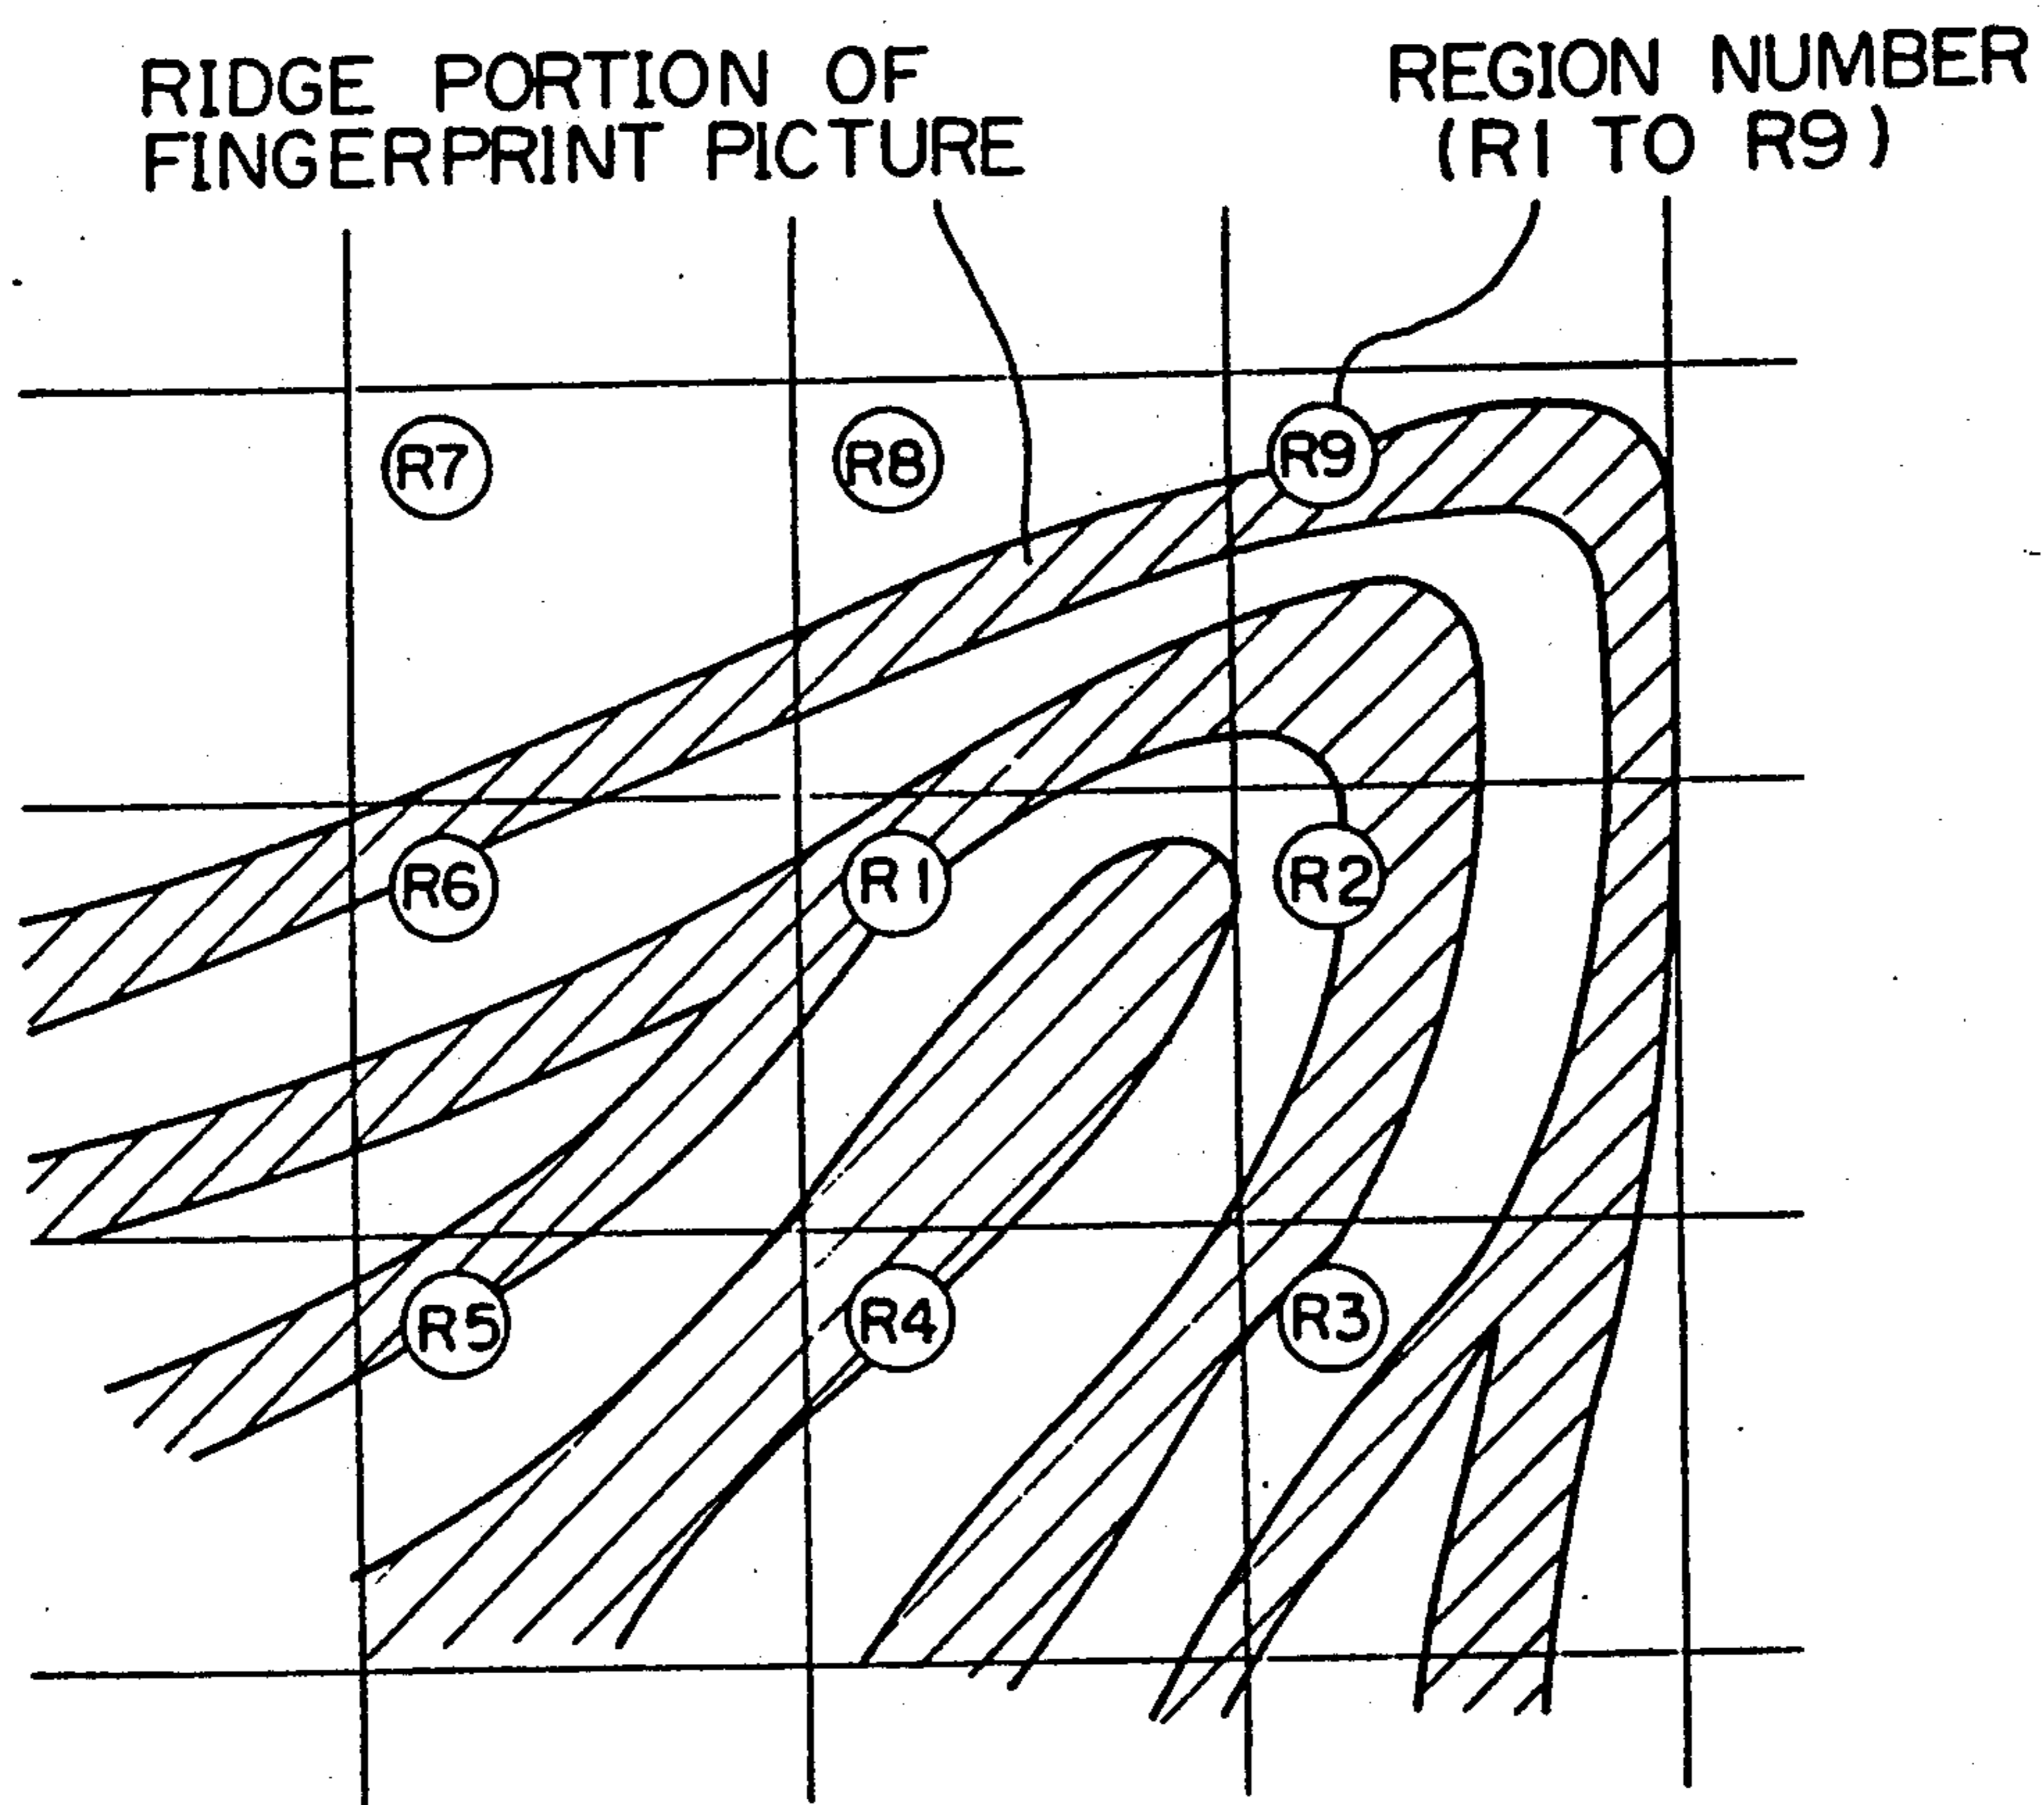 RIDGE PORTION OF
FINGERPRINT PICTURE
REGION NUMBER
(R1 TO R9)
R7
R8
R9
R6
R1
R2
R5
R4
R3